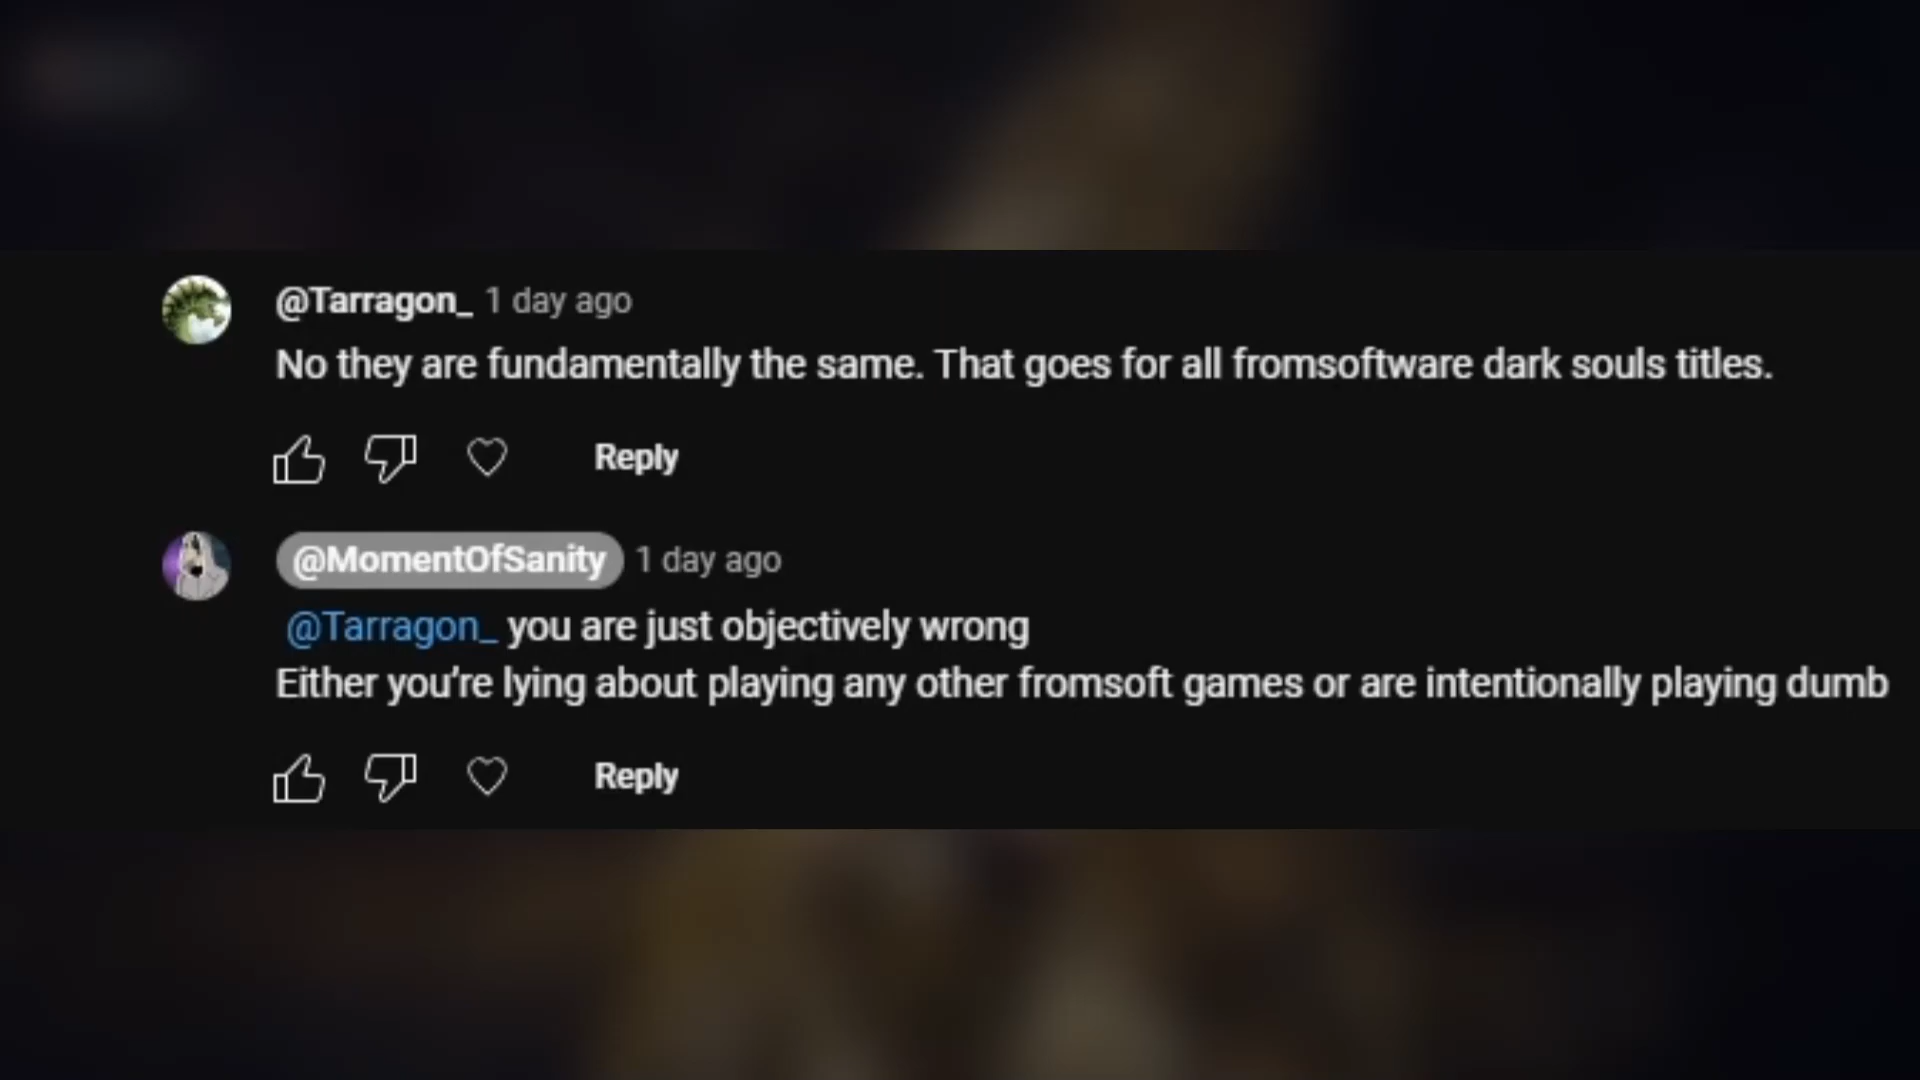 @Tarragon_ 1 day ago
No they are fundamentally the same. That goes for all fromsoftware dark souls titles.
Reply
@MomentOfSanity 1 day ago
@Tarragon_ you are just objectively wrong
Either you're lying about playing any other fromsoft games or are intentionally playing dumb
Reply